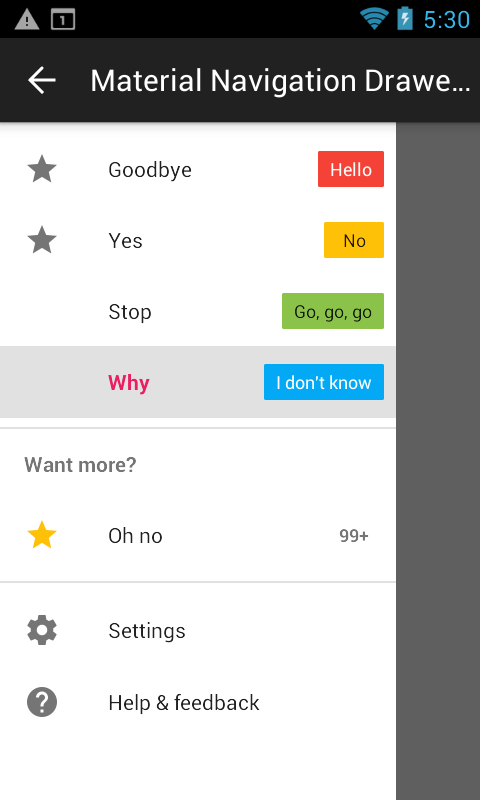 1 5:30
Material Navigation Drawe...
Goodbye Hello
Yes No
Stop Go, go, go
Why I don't know
Want more?
Oh no 99+
Settings
Help & feedback